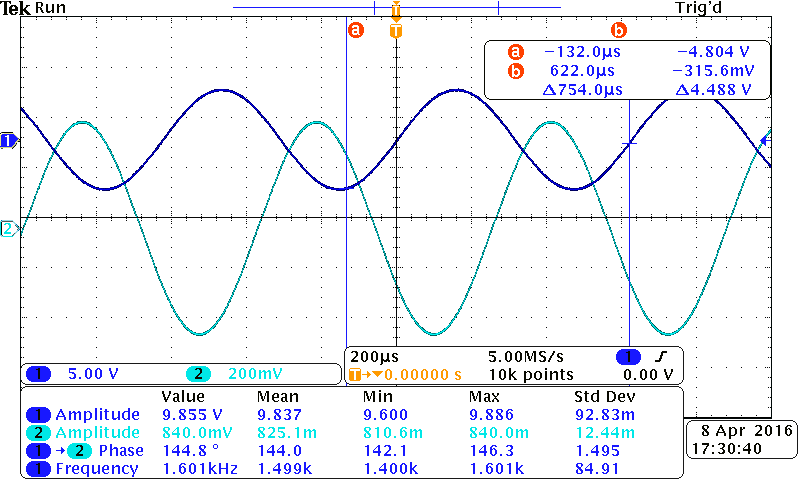 Tek Run Trig'd
a b
T
a −132.0µs −4.804 V
b 622.0µs −315.6mV
Δ754.0µs Δ4.488 V
1
2
1 5.00 V 2 200mV
200µs 5.00MS/s 1
T→▼0.00000 s 10k points 0.00 V
Value Mean Min Max Std Dev
1 Amplitude 9.855 V 9.837 9.600 9.886 92.83m
2 Amplitude 840.0mV 825.1m 810.6m 840.0m 12.44m
1 → 2 Phase 144.8 ° 144.0 142.1 146.3 1.495
1 Frequency 1.601kHz 1.499k 1.400k 1.601k 84.91
8 Apr 2016
17:30:40